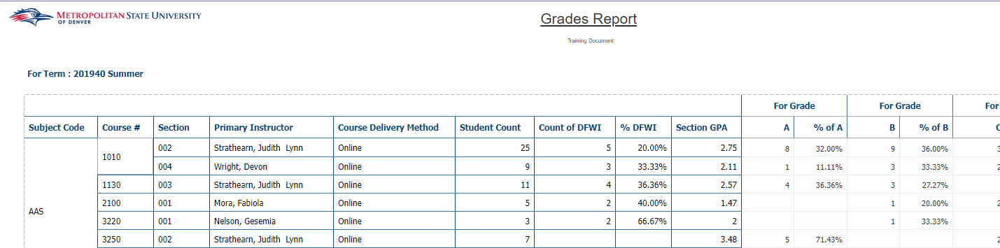 METROPOLITAN STATE UNIVERSITY
OF DENVER
Grades Report
Training Document
For Term : 201940 Summer
For Grade For Grade For
Subject Code Course # Section Primary Instructor Course Delivery Method Student Count Count of DFWI % DFWI Section GPA A % of A B % of B
AAS 1010 002 Strathearn, Judith Lynn Online 25 5 20.00% 2.75 8 32.00% 9 36.00%
004 Wright, Devon Online 9 3 33.33% 2.11 1 11.11% 3 33.33%
1130 003 Strathearn, Judith Lynn Online 11 4 36.36% 2.57 4 36.36% 3 27.27%
2100 001 Mora, Fabiola Online 5 2 40.00% 1.47 1 20.00%
3220 001 Nelson, Gesemia Online 3 2 66.67% 2 1 33.33%
3250 002 Strathearn, Judith Lynn Online 7 3.48 5 71.43%